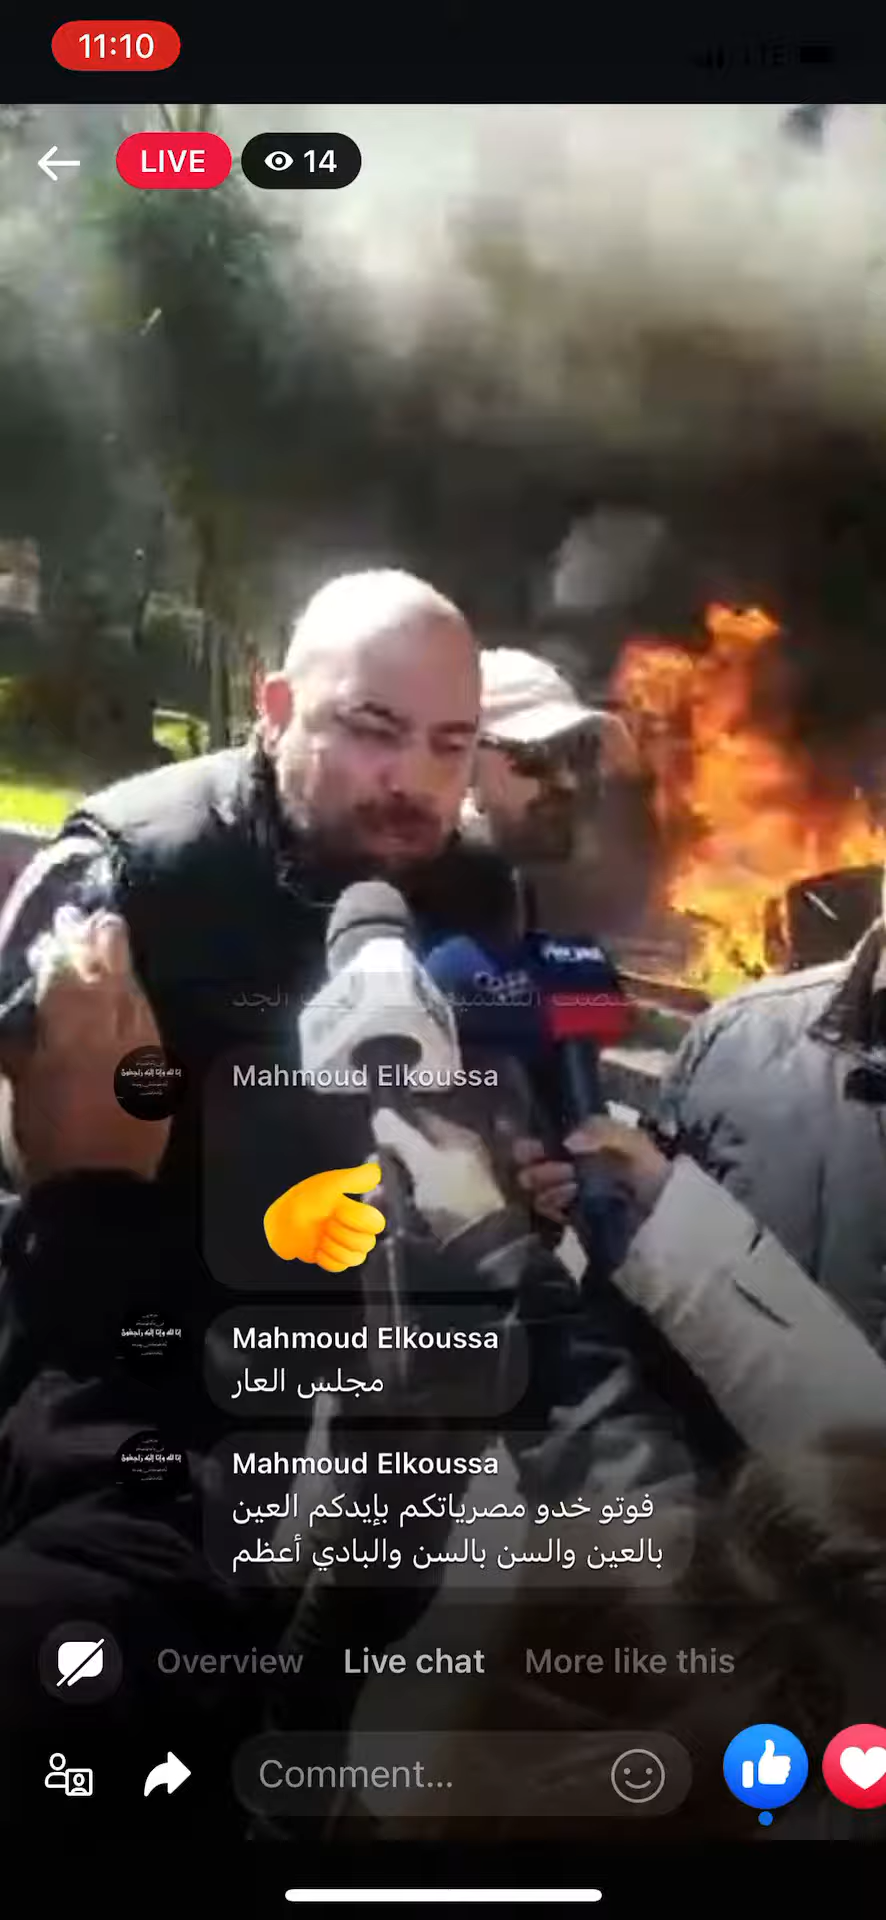 11:10
LTE
LIVE
14
Mahmoud Elkoussa
Mahmoud Elkoussa
مجلس العار
Mahmoud Elkoussa
فوتو خدو مصرياتكم بإيدكم العين
بالعين والسن بالسن والبادي أعظم
Overview
Live chat
More like this
Comment...